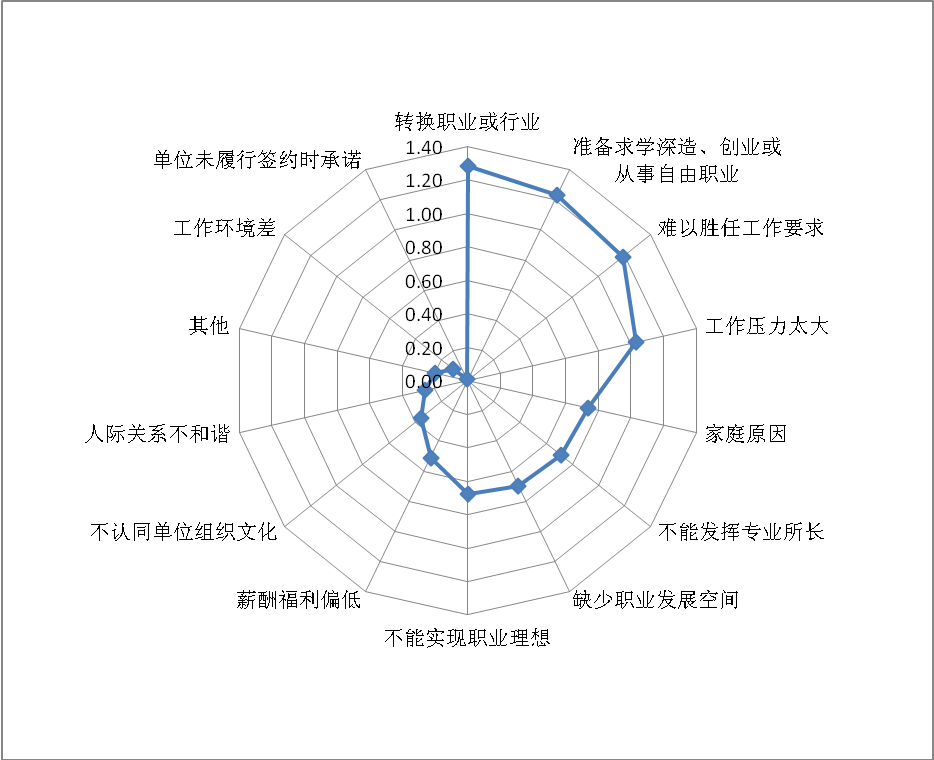 转换职业或行业
准备求学深造、创业或
从事自由职业
难以胜任工作要求
工作压力太大
家庭原因
不能发挥专业所长
缺少职业发展空间
不能实现职业理想
薪酬福利偏低
不认同单位组织文化
人际关系不和谐
其他
工作环境差
单位未履行签约时承诺
1.40
1.20
1.00
0.80
0.60
0.40
0.20
0.00